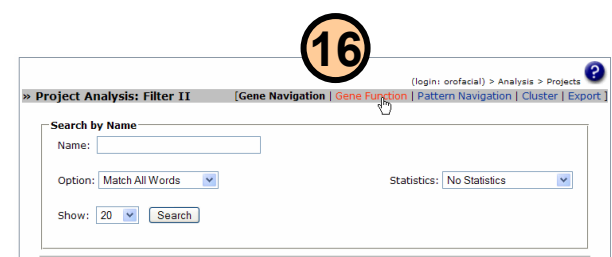 16
?
(login: orofacial) > Analysis > Projects
» Project Analysis: Filter II [Gene Navigation | Gene Function | Pattern Navigation | Cluster | Export ]
Search by Name
Name:
Option: Match All Words Statistics: No Statistics
Show: 20 Search